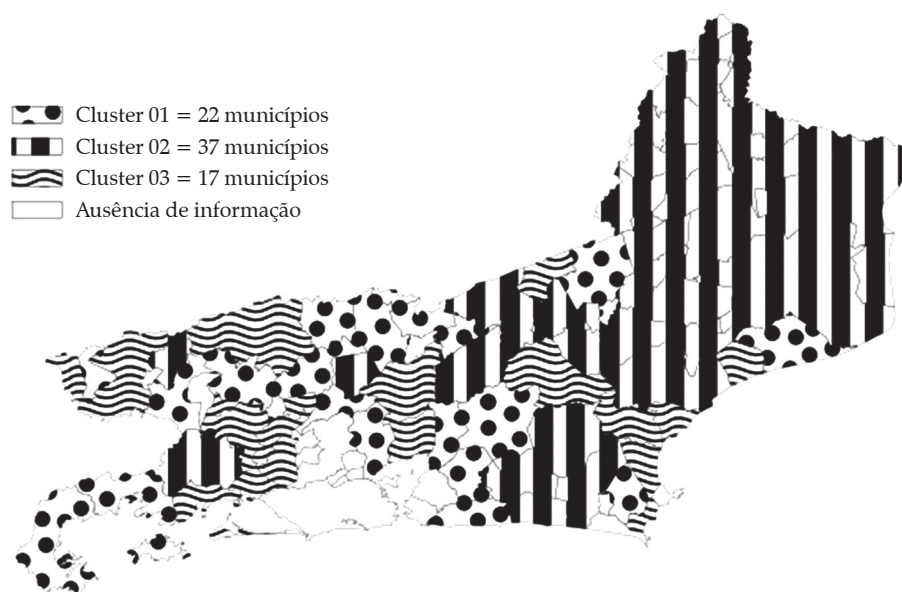 Cluster 01 = 22 municípios
Cluster 02 = 37 municípios
Cluster 03 = 17 municípios
Ausência de informação